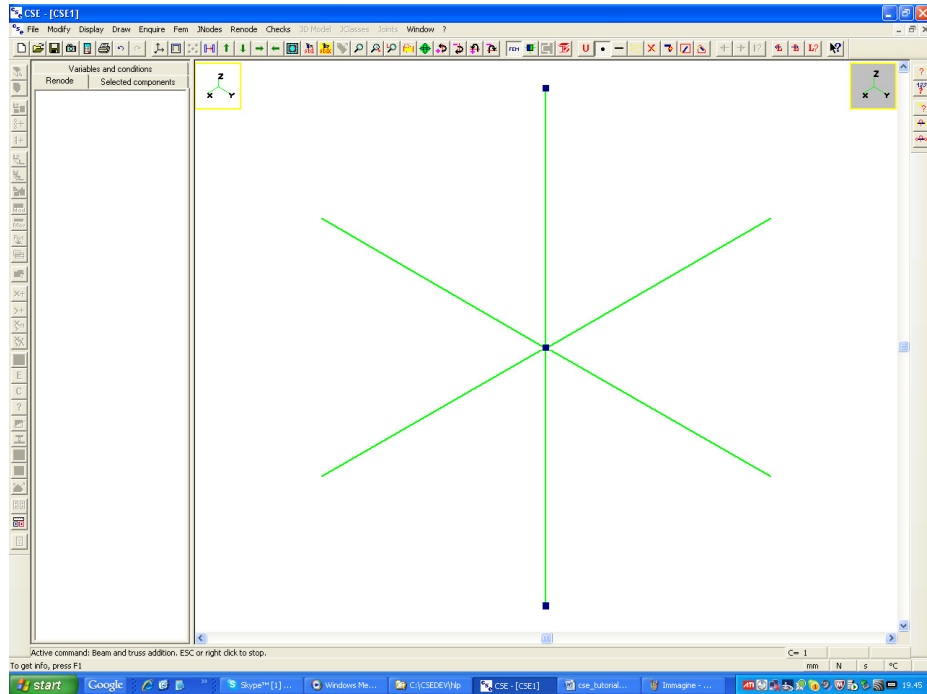 CSE - [CSE1]
File Modify Display Draw Enquire Fem JNodes Renode Checks 3D Model JClasses Joints Window ?
Variables and conditions
Renode Selected components
Z
X Y
Z
X Y
Active command: Beam and truss addition. ESC or right click to stop.
C= 1
To get info, press F1
mm N s °C
start Google Skype™ [1] ... Windows Me... C:\CSEDEV\hlp CSE - [CSE1] cse_tutorial... Immagine - ... 19.45